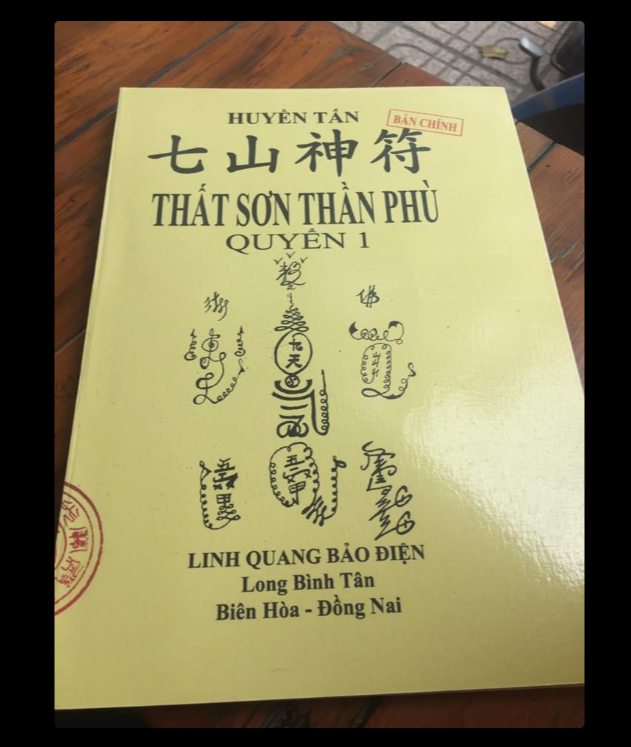 HUYỀN TẤN
BẢN CHÍNH
七山神符
THẤT SƠN THẦN PHÙ
QUYỂN 1
佛
LINH QUANG BẢO ĐIỆN
Long Bình Tân
Biên Hòa - Đồng Nai